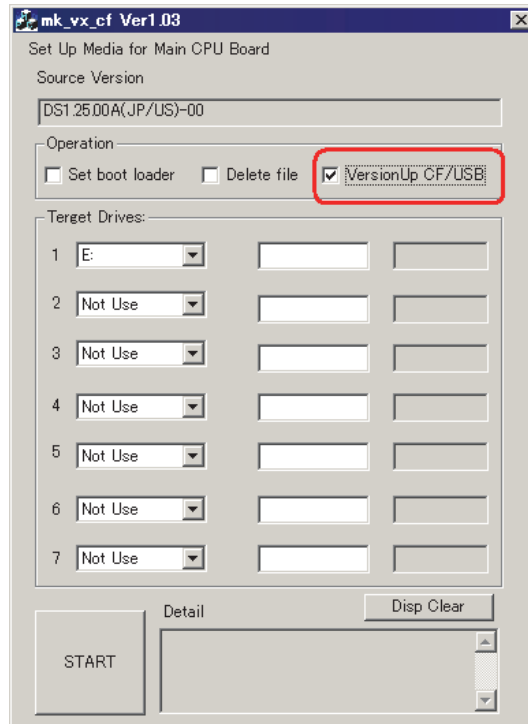 mk_vx_cf Ver1.03
Set Up Media for Main CPU Board
Source Version
DS1.25.00A(JP/US)-00
Operation
Set boot loader Delete file VersionUp CF/USB
Terget Drives:
1 E:
2 Not Use
3 Not Use
4 Not Use
5 Not Use
6 Not Use
7 Not Use
Detail Disp Clear
START